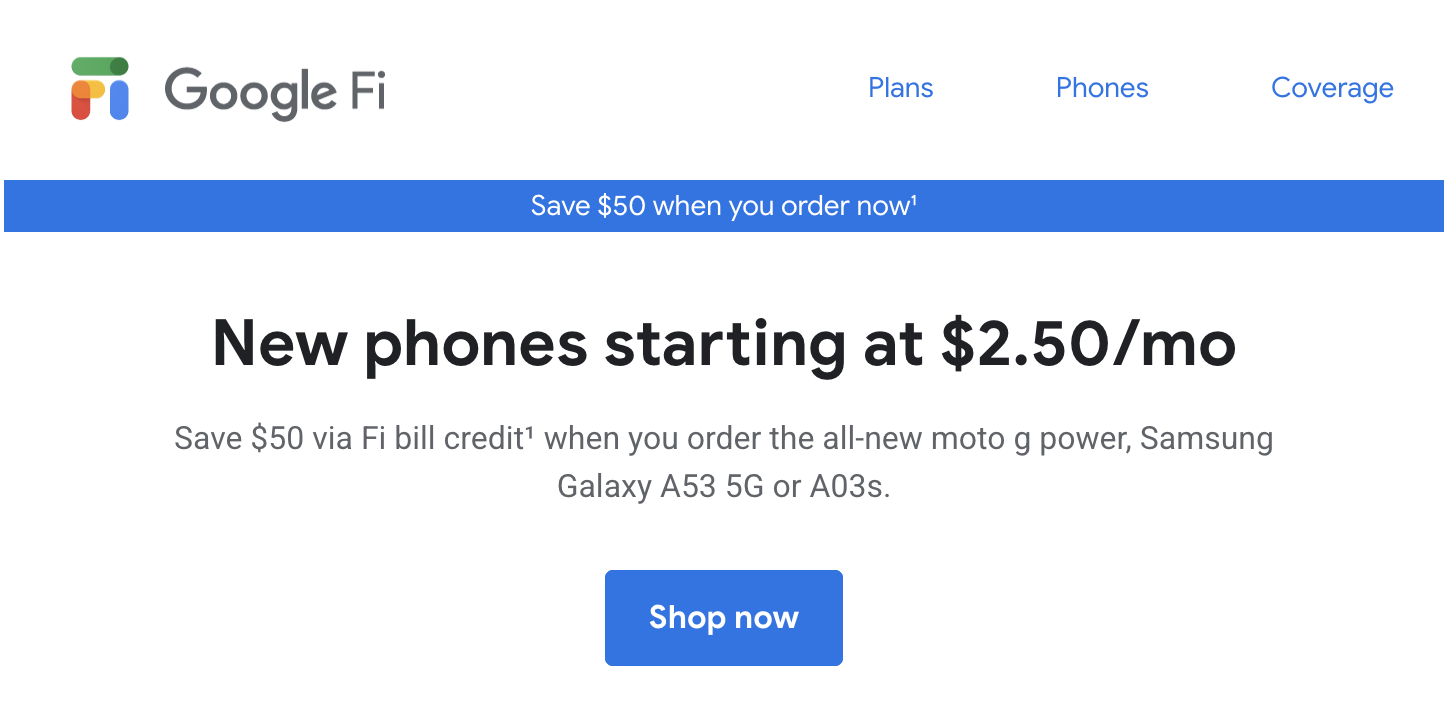 Google Fi
Plans
Phones
Coverage
Save $50 when you order now¹
New phones starting at $2.50/mo
Save $50 via Fi bill credit¹ when you order the all-new moto g power, Samsung
Galaxy A53 5G or A03s.
Shop now